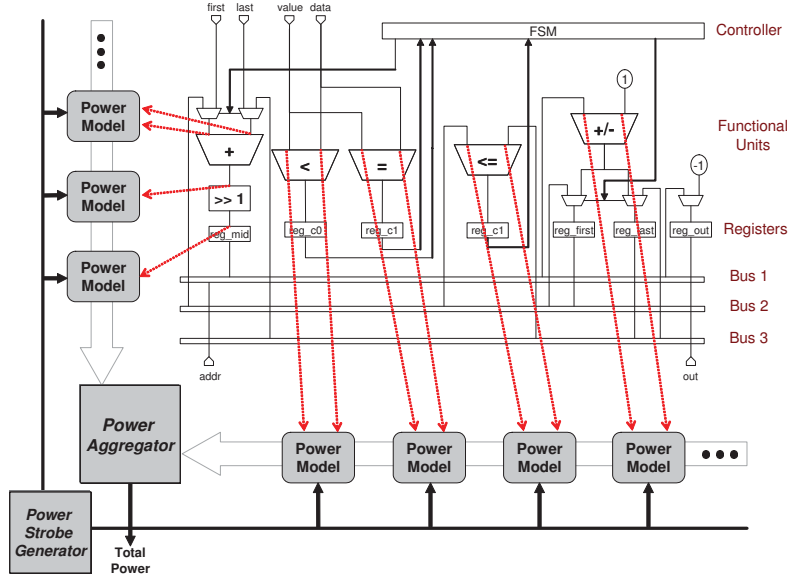 first last value data
FSM
Controller
1
Power
Model
+
<
=
<=
+/-
Functional
Units
-1
Power
Model
>> 1
reg_mid
reg_c0
reg_c1
reg_c1
reg_first
reg_last
reg_out
Registers
Power
Model
Bus 1
Bus 2
Bus 3
addr
out
Power
Aggregator
Power
Model
Power
Model
Power
Model
Power
Model
Power
Strobe
Generator
Total
Power